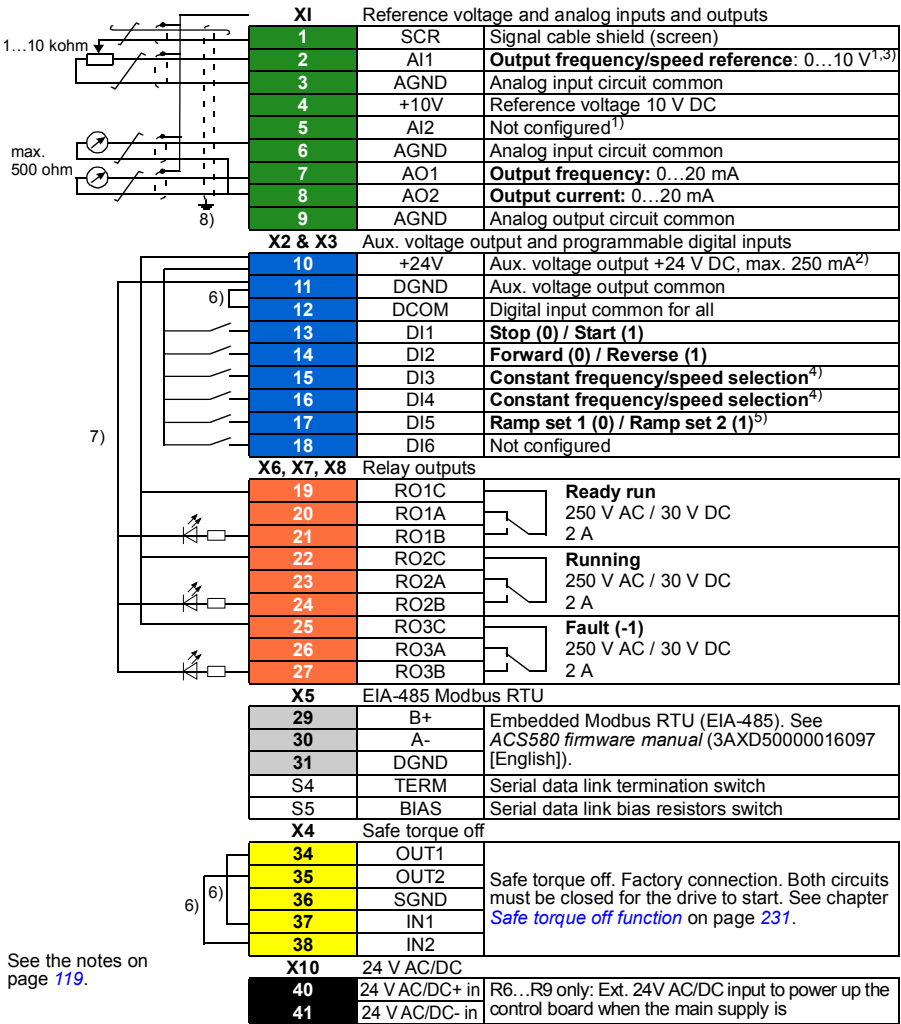 XI Reference voltage and analog inputs and outputs
1…10 kohm
1 SCR Signal cable shield (screen)
2 AI1 Output frequency/speed reference: 0…10 V1,3)
3 AGND Analog input circuit common
4 +10V Reference voltage 10 V DC
5 AI2 Not configured1)
max.
500 ohm
6 AGND Analog input circuit common
7 AO1 Output frequency: 0…20 mA
8 AO2 Output current: 0…20 mA
8)
9 AGND Analog output circuit common
X2 & X3 Aux. voltage output and programmable digital inputs
10 +24V Aux. voltage output +24 V DC, max. 250 mA2)
11 DGND Aux. voltage output common
6)
12 DCOM Digital input common for all
13 DI1 Stop (0) / Start (1)
14 DI2 Forward (0) / Reverse (1)
15 DI3 Constant frequency/speed selection4)
16 DI4 Constant frequency/speed selection4)
7)
17 DI5 Ramp set 1 (0) / Ramp set 2 (1)5)
18 DI6 Not configured
X6, X7, X8 Relay outputs
19 RO1C Ready run
20 RO1A 250 V AC / 30 V DC
21 RO1B 2 A
22 RO2C Running
23 RO2A 250 V AC / 30 V DC
24 RO2B 2 A
25 RO3C Fault (-1)
26 RO3A 250 V AC / 30 V DC
27 RO3B 2 A
X5 EIA-485 Modbus RTU
29 B+ Embedded Modbus RTU (EIA-485). See
30 A- ACS580 firmware manual (3AXD50000016097
31 DGND [English]).
S4 TERM Serial data link termination switch
S5 BIAS Serial data link bias resistors switch
X4 Safe torque off
34 OUT1
35 OUT2 Safe torque off. Factory connection. Both circuits
6) 6)
36 SGND must be closed for the drive to start. See chapter
37 IN1 Safe torque off function on page 231.
38 IN2
See the notes on
page 119.
X10 24 V AC/DC
40 24 V AC/DC+ in R6…R9 only: Ext. 24V AC/DC input to power up the
41 24 V AC/DC- in control board when the main supply is